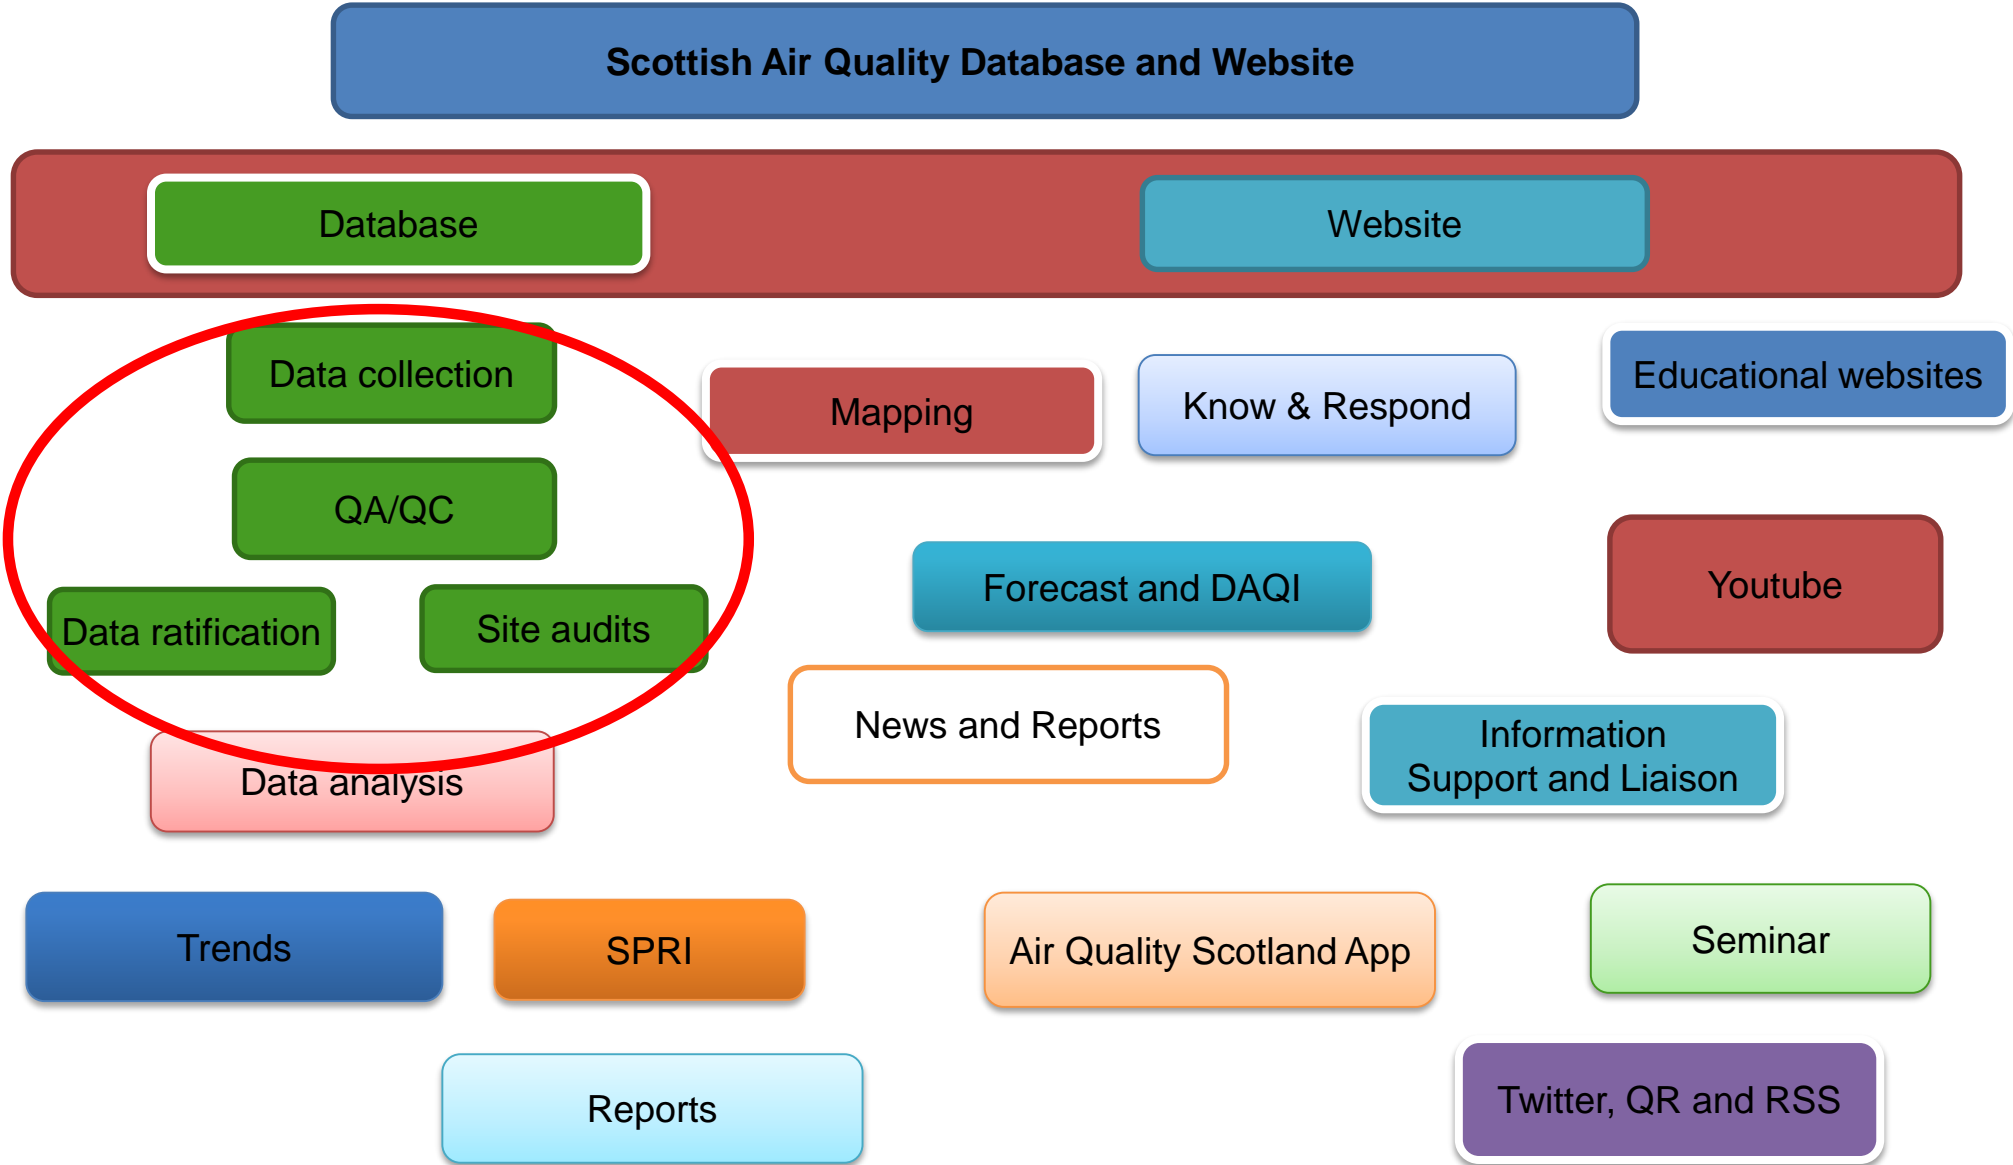 Scottish Air Quality Database and Website
Database
Website
Data collection
Mapping
Know & Respond
Educational websites
QA/QC
Forecast and DAQI
Youtube
Data ratification
Site audits
News and Reports
Information
Support and Liaison
Data analysis
Trends
SPRI
Air Quality Scotland App
Seminar
Reports
Twitter, QR and RSS